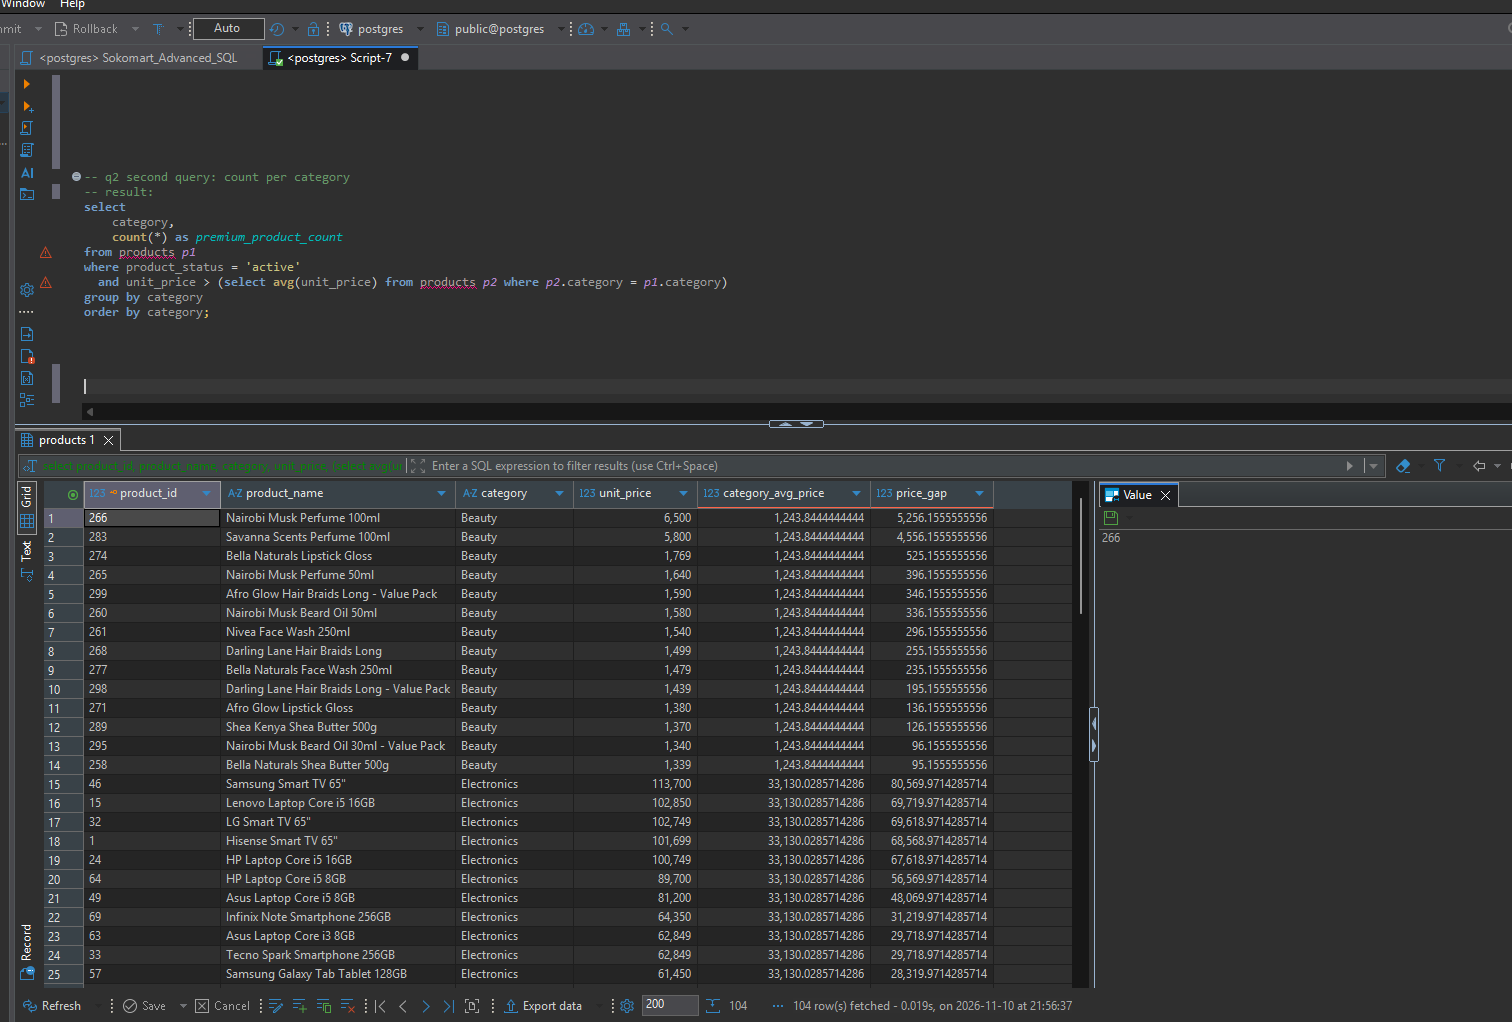 Window Help
mmit Rollback Auto postgres public@postgres
<postgres> Sokomart_Advanced_SQL <postgres> Script-7
AI
-- q2 second query: count per category
-- result:
select
category,
count(*) as premium_product_count
from products p1
where product_status = 'active'
and unit_price > (select avg(unit_price) from products p2 where p2.category = p1.category)
group by category
order by category;
products 1
select product_id, product_name, category, unit_price, (select avg(un Enter a SQL expression to filter results (use Ctrl+Space)
Grid
Text
Record
123 product_id A-Z product_name A-Z category 123 unit_price 123 category_avg_price 123 price_gap
1 266 Nairobi Musk Perfume 100ml Beauty 6,500 1,243.8444444444 5,256.1555555556
2 283 Savanna Scents Perfume 100ml Beauty 5,800 1,243.8444444444 4,556.1555555556
3 274 Bella Naturals Lipstick Gloss Beauty 1,769 1,243.8444444444 525.1555555556
4 265 Nairobi Musk Perfume 50ml Beauty 1,640 1,243.8444444444 396.1555555556
5 299 Afro Glow Hair Braids Long - Value Pack Beauty 1,590 1,243.8444444444 346.1555555556
6 260 Nairobi Musk Beard Oil 50ml Beauty 1,580 1,243.8444444444 336.1555555556
7 261 Nivea Face Wash 250ml Beauty 1,540 1,243.8444444444 296.1555555556
8 268 Darling Lane Hair Braids Long Beauty 1,499 1,243.8444444444 255.1555555556
9 277 Bella Naturals Face Wash 250ml Beauty 1,479 1,243.8444444444 235.1555555556
10 298 Darling Lane Hair Braids Long - Value Pack Beauty 1,439 1,243.8444444444 195.1555555556
11 271 Afro Glow Lipstick Gloss Beauty 1,380 1,243.8444444444 136.1555555556
12 289 Shea Kenya Shea Butter 500g Beauty 1,370 1,243.8444444444 126.1555555556
13 295 Nairobi Musk Beard Oil 30ml - Value Pack Beauty 1,340 1,243.8444444444 96.1555555556
14 258 Bella Naturals Shea Butter 500g Beauty 1,339 1,243.8444444444 95.1555555556
15 46 Samsung Smart TV 65" Electronics 113,700 33,130.0285714286 80,569.9714285714
16 15 Lenovo Laptop Core i5 16GB Electronics 102,850 33,130.0285714286 69,719.9714285714
17 32 LG Smart TV 65" Electronics 102,749 33,130.0285714286 69,618.9714285714
18 1 Hisense Smart TV 65" Electronics 101,699 33,130.0285714286 68,568.9714285714
19 24 HP Laptop Core i5 16GB Electronics 100,749 33,130.0285714286 67,618.9714285714
20 64 HP Laptop Core i5 8GB Electronics 89,700 33,130.0285714286 56,569.9714285714
21 49 Asus Laptop Core i5 8GB Electronics 81,200 33,130.0285714286 48,069.9714285714
22 69 Infinix Note Smartphone 256GB Electronics 64,350 33,130.0285714286 31,219.9714285714
23 63 Asus Laptop Core i3 8GB Electronics 62,849 33,130.0285714286 29,718.9714285714
24 33 Tecno Spark Smartphone 256GB Electronics 62,849 33,130.0285714286 29,718.9714285714
25 57 Samsung Galaxy Tab Tablet 128GB Electronics 61,450 33,130.0285714286 28,319.9714285714
Value
266
Refresh Save Cancel Export data 200 104 ··· 104 row(s) fetched - 0.019s, on 2026-11-10 at 21:56:37